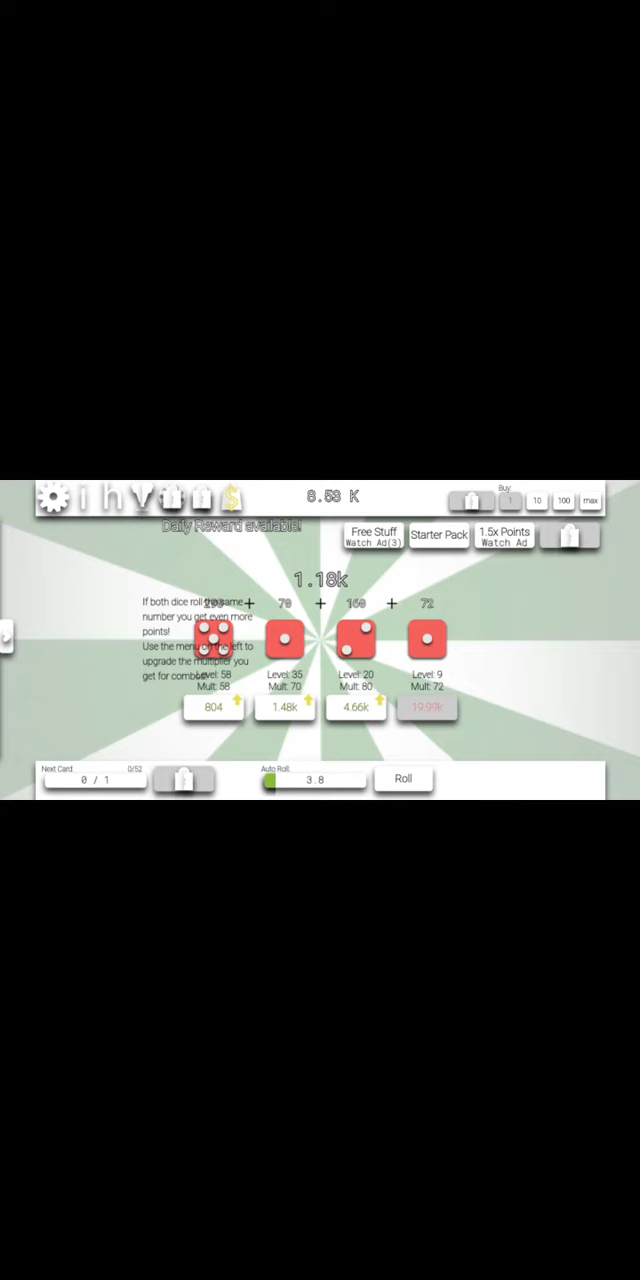 i h
8.53 K
Buy:
1 10 100 max
Daily Reward available!
Free Stuff
Watch Ad(3)
Starter Pack
1.5x Points
Watch Ad
1.18k
If both dice roll the same
number you get even more
points!
Use the menu on the left to
upgrade the multiplier you
get for combos!
+ 70 + 160 + 72
Level: 58 Level: 35 Level: 20 Level: 9
Mult: 58 Mult: 70 Mult: 80 Mult: 72
804 1.48k 4.66k 19.99k
Next Card: 0/52
0 / 1
Auto Roll:
3.8
Roll